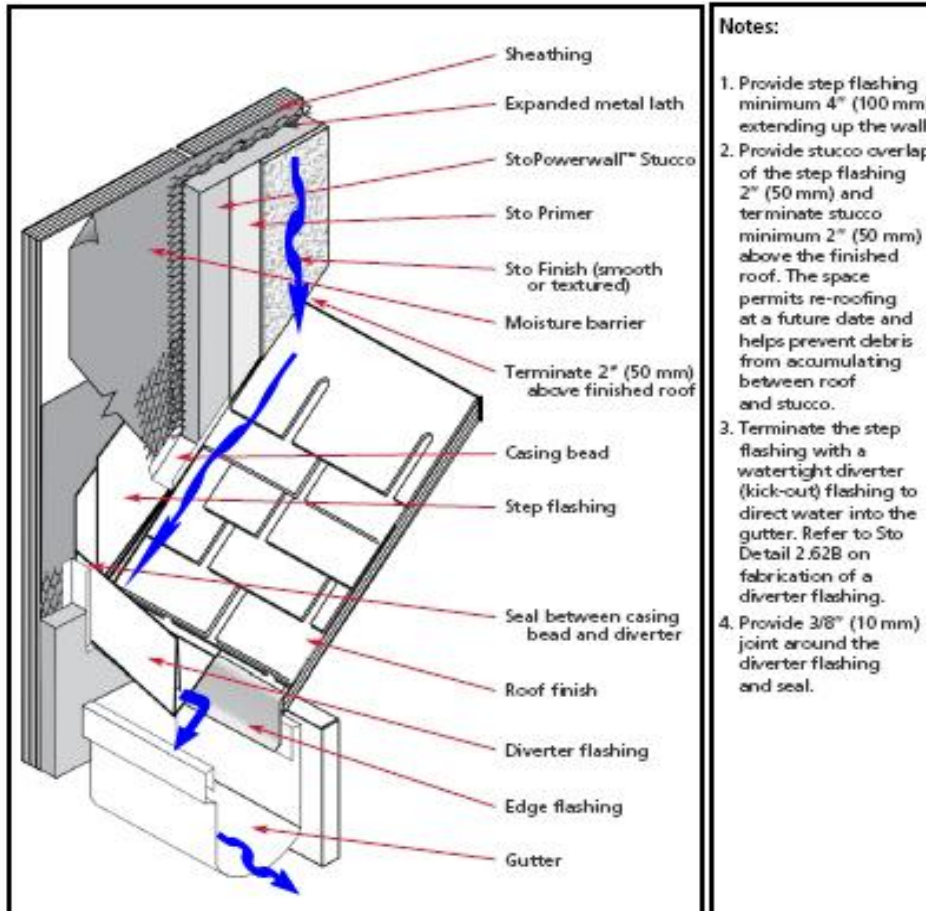 Sheathing
Expanded metal lath
StoPowerwall™ Stucco
Sto Primer
Sto Finish (smooth
or textured)
Moisture barrier
Terminate 2" (50 mm)
above finished roof
Casing bead
Step flashing
Seal between casing
bead and diverter
Roof finish
Diverter flashing
Edge flashing
Gutter
Notes:
1. Provide step flashing
minimum 4" (100 mm)
extending up the wall
2. Provide stucco overlap
of the step flashing
2" (50 mm) and
terminate stucco
minimum 2" (50 mm)
above the finished
roof. The space
permits re-roofing
at a future date and
helps prevent debris
from accumulating
between roof
and stucco.
3. Terminate the step
flashing with a
watertight diverter
(kick-out) flashing to
direct water into the
gutter. Refer to Sto
Detail 2.62B on
fabrication of a
diverter flashing.
4. Provide 3/8" (10 mm)
joint around the
diverter flashing
and seal.